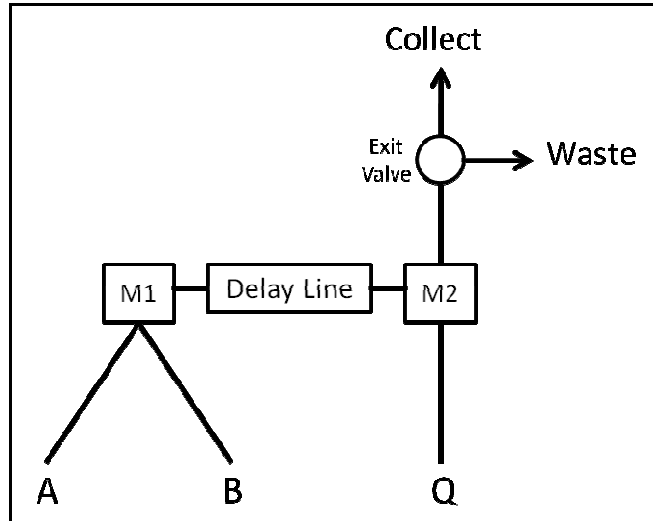 Collect
Exit
Valve
Waste
M1
Delay Line
M2
A
B
Q